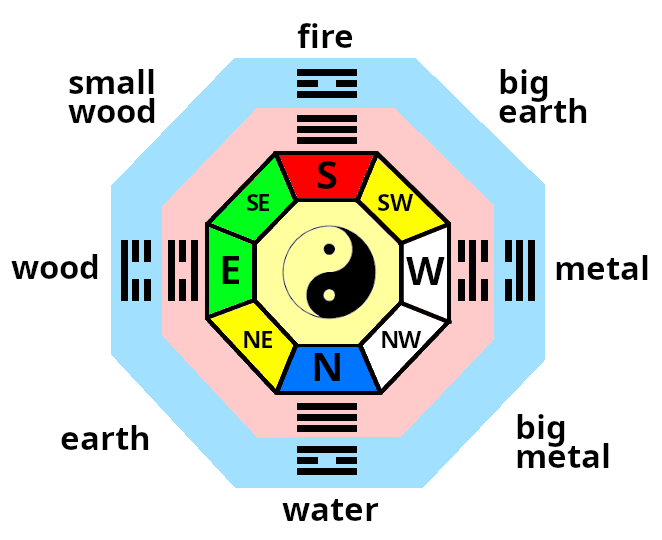 fire
small
wood
big
earth
S
SE
SW
wood
E
W
metal
NE
NW
N
earth
big
metal
water